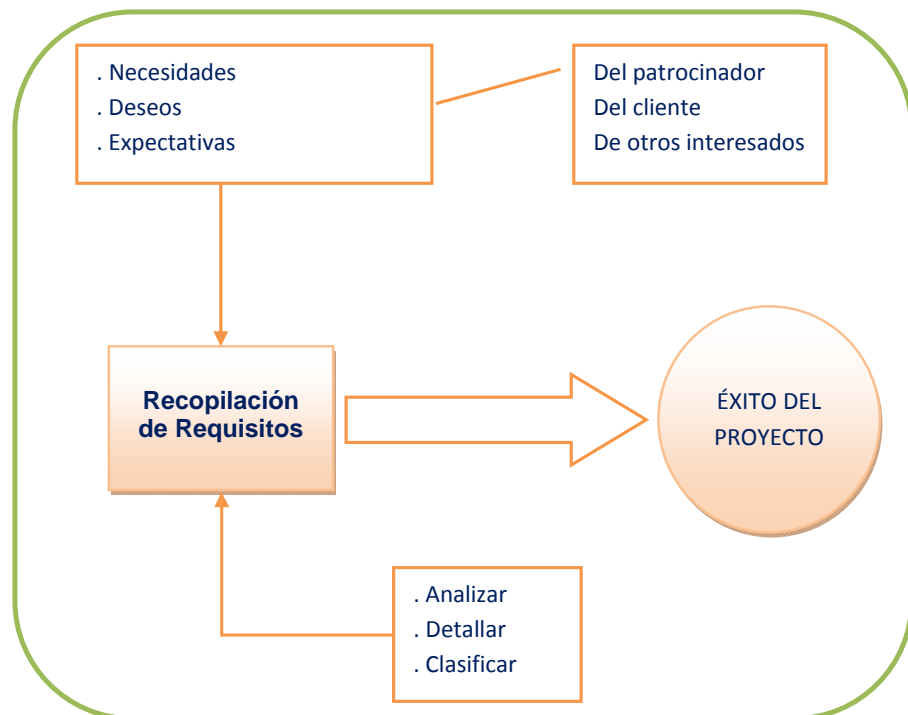 . Necesidades
. Deseos
. Expectativas
Del patrocinador
Del cliente
De otros interesados
Recopilación
de Requisitos
ÉXITO DEL
PROYECTO
. Analizar
. Detallar
. Clasificar